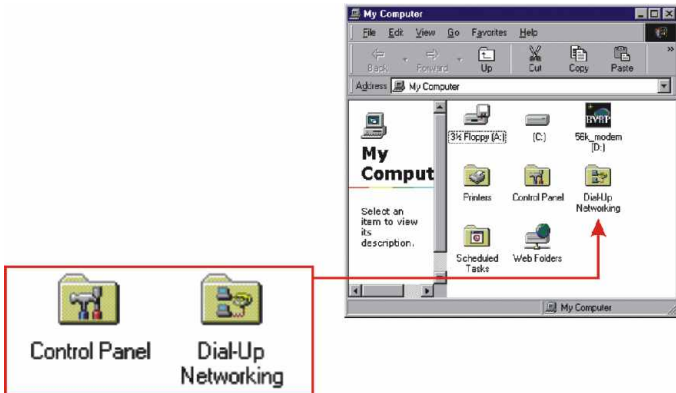 My Computer
File Edit View Go Favorites Help
Back Forward Up Cut Copy Paste »
Address My Computer
My
Comput
Select an
item to view
its
description.
3½ Floppy (A:) (C:) 56k_modem
(D:)
BVRP
Printers Control Panel Dial-Up
Networking
Scheduled
Tasks
Web Folders
My Computer
Control Panel Dial-Up
Networking